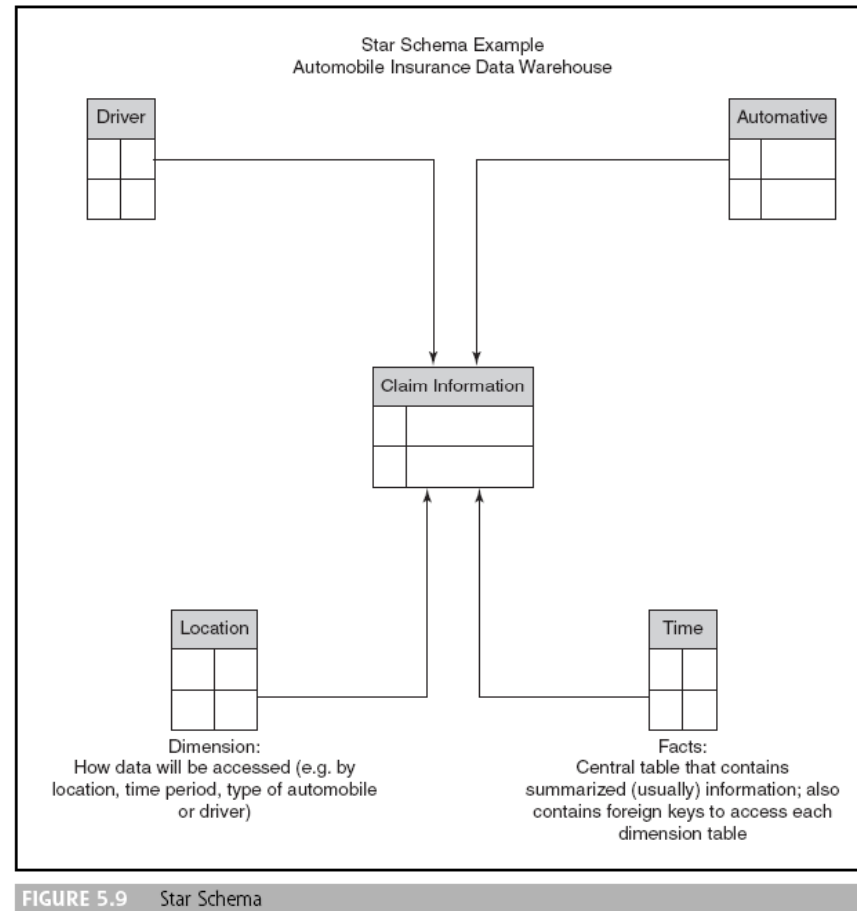 Star Schema Example
Automobile Insurance Data Warehouse
Driver
Automative
Claim Information
Location
Time
Dimension:
How data will be accessed (e.g. by
location, time period, type of automobile
or driver)
Facts:
Central table that contains
summarized (usually) information; also
contains foreign keys to access each
dimension table
FIGURE 5.9 Star Schema